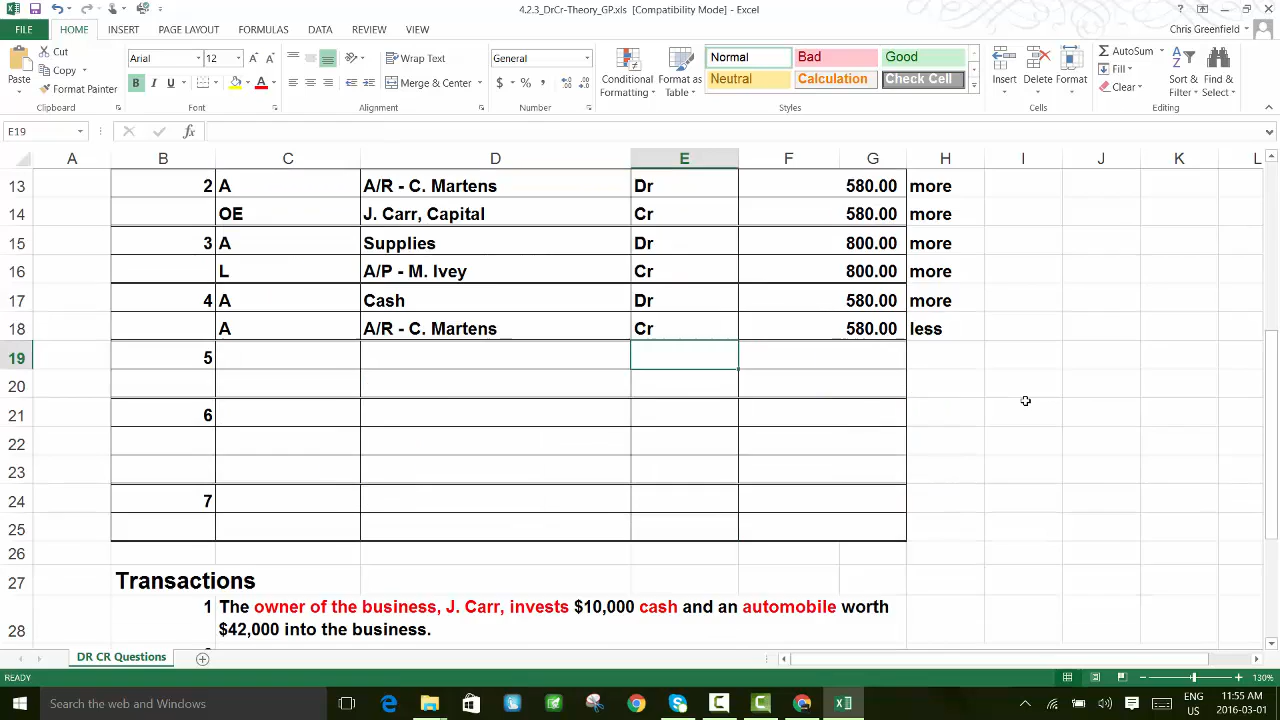 4.2.3_DrCr-Theory_GP.xls [Compatibility Mode] - Excel
FILE HOME INSERT PAGE LAYOUT FORMULAS DATA REVIEW VIEW Chris Greenfield
Cut
Copy
Format Painter
Paste
Clipboard
Arial 12
B I U
Font
Wrap Text
Merge & Center
Alignment
General
$ % ,
Number
Conditional Formatting
Format as Table
Normal Bad Good
Neutral Calculation Check Cell
Styles
Insert Delete Format
Cells
AutoSum
Fill
Clear
Sort & Filter
Find & Select
Editing
E19 fx
A B C D E F G H I J K L
13 2 A A/R - C. Martens Dr 580.00 more
14 OE J. Carr, Capital Cr 580.00 more
15 3 A Supplies Dr 800.00 more
16 L A/P - M. Ivey Cr 800.00 more
17 4 A Cash Dr 580.00 more
18 A A/R - C. Martens Cr 580.00 less
19 5
20
21 6
22
23
24 7
25
26
27 Transactions
1 The owner of the business, J. Carr, invests $10,000 cash and an automobile worth
28 $42,000 into the business.
DR CR Questions
READY 130%
Search the web and Windows
ENG 11:55 AM
US 2016-03-01